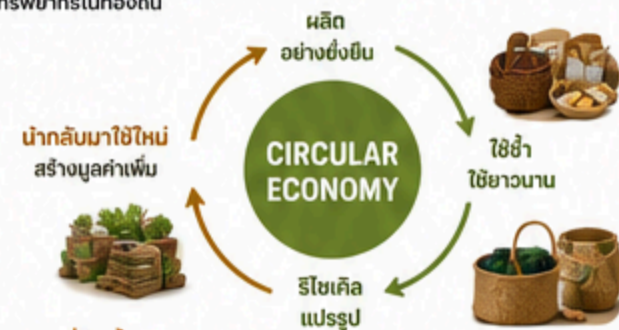 ผลิต
อย่างยั่งยืน
นำกลับมาใช้ใหม่
สร้างมูลค่าเพิ่ม
CIRCULAR
ECONOMY
ใช้ซ้ำ
ใช้ยาวนาน
รีไซเคิล
แปรรูป